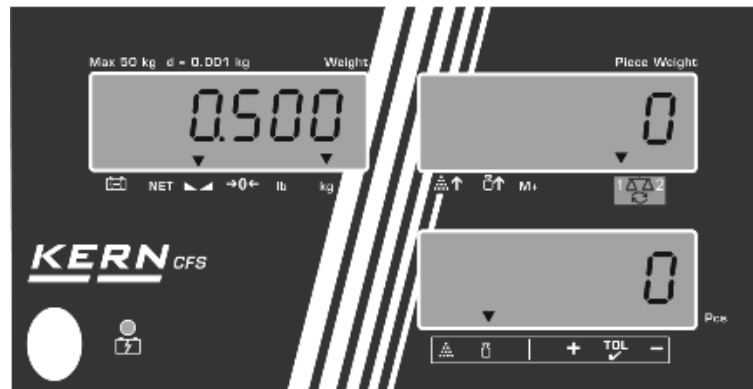 Max 50 kg d = 0.001 kg Weight
Piece Weight
0.500
0
NET →0← lb kg
M+
1 2
KERN CFS
0
Pcs
+ TOL −